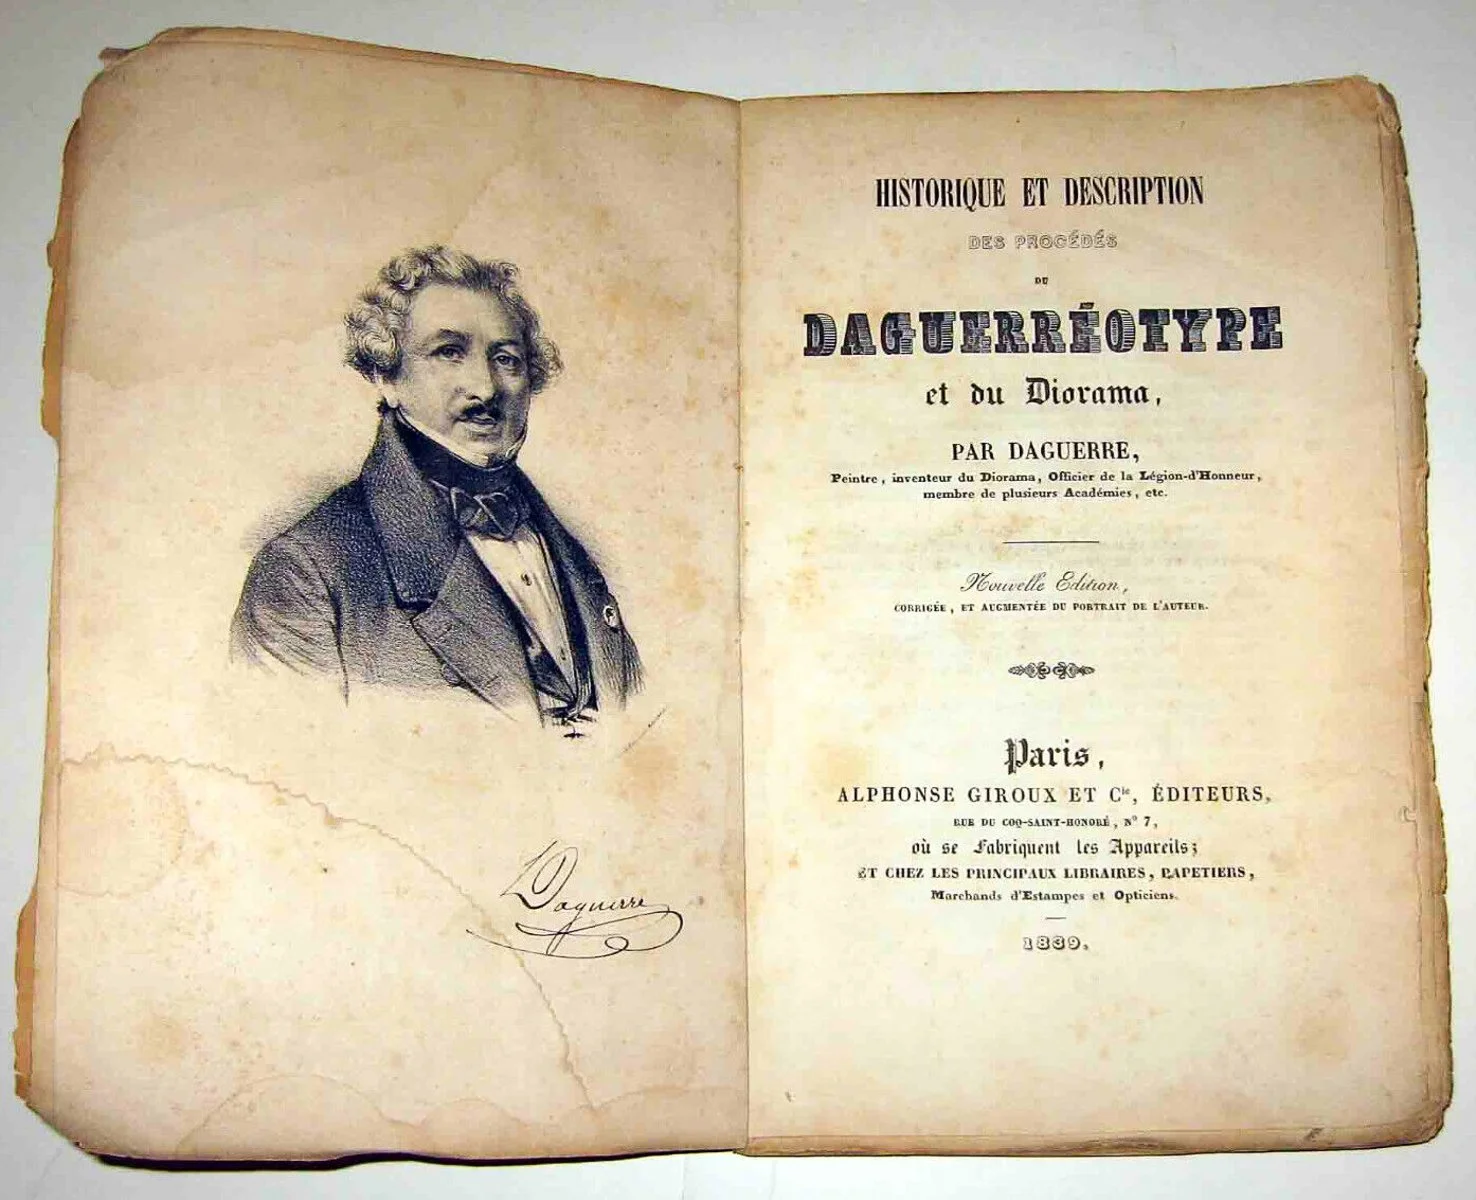 Daguerre
HISTORIQUE ET DESCRIPTION
DES PROCÉDÉS
DU
DAGUERRÉOTYPE
et du Diorama,
PAR DAGUERRE,
Peintre, inventeur du Diorama, Officier de la Légion-d'Honneur,
membre de plusieurs Académies, etc.
Nouvelle Edition,
CORRIGÉE, ET AUGMENTÉE DU PORTRAIT DE L'AUTEUR.
Paris,
ALPHONSE GIROUX ET Cie, ÉDITEURS,
RUE DU COQ-SAINT-HONORÉ, No 7,
où se Fabriquent les Appareils;
ET CHEZ LES PRINCIPAUX LIBRAIRES, PAPETIERS,
Marchands d'Estampes et Opticiens.
1839.